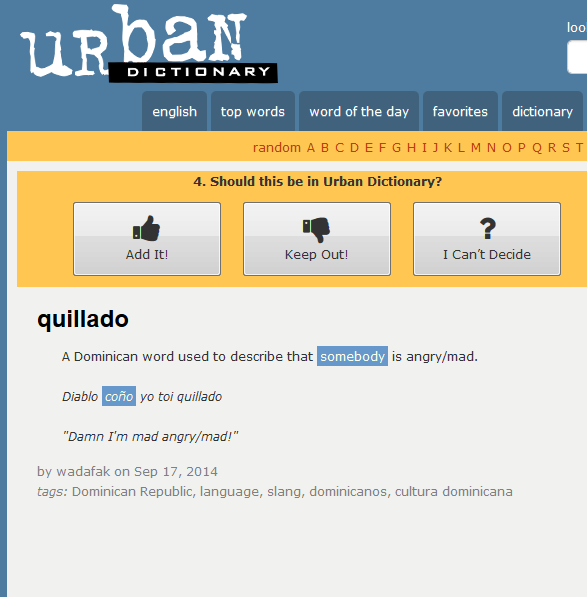 urban
DICTIONARY
loo
english top words word of the day favorites dictionary
random A B C D E F G H I J K L M N O P Q R S T
4. Should this be in Urban Dictionary?
Add It! Keep Out! ? I Can't Decide
quillado
A Dominican word used to describe that somebody is angry/mad.
Diablo coño yo toi quillado
"Damn I'm mad angry/mad!"
by wadafak on Sep 17, 2014
tags: Dominican Republic, language, slang, dominicanos, cultura dominicana